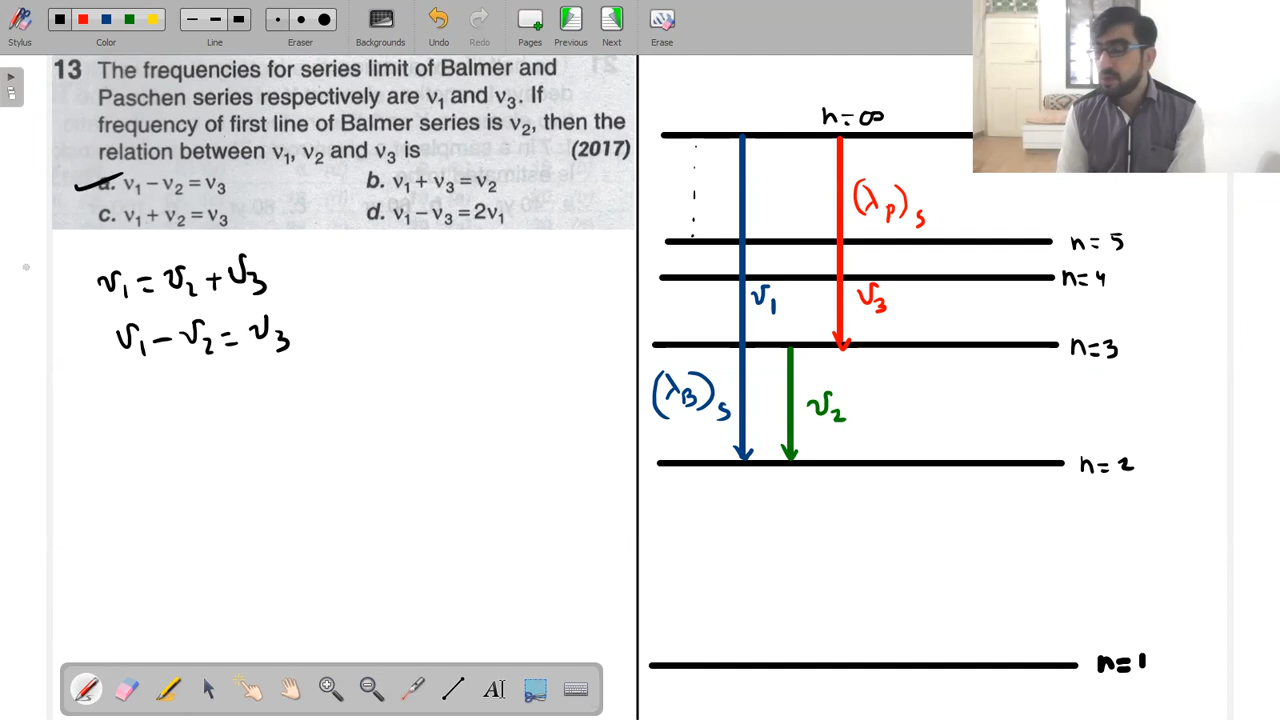 Stylus
Color
Line
Eraser
Backgrounds
Undo
Redo
Pages
Previous
Next
Erase
13 The frequencies for series limit of Balmer and
Paschen series respectively are ν₁ and ν₃. If
frequency of first line of Balmer series is ν₂, then the
relation between ν₁, ν₂ and ν₃ is (2017)
a. ν₁ − ν₂ = ν₃ b. ν₁ + ν₃ = ν₂
c. ν₁ + ν₂ = ν₃ d. ν₁ − ν₃ = 2ν₁
ν₁ = ν₂ + ν₃
ν₁ − ν₂ = ν₃
n = ∞
(λP)s
n = 5
n = 4
ν₁
ν₃
n = 3
(λB)s
ν₂
n = 2
n = 1
AI